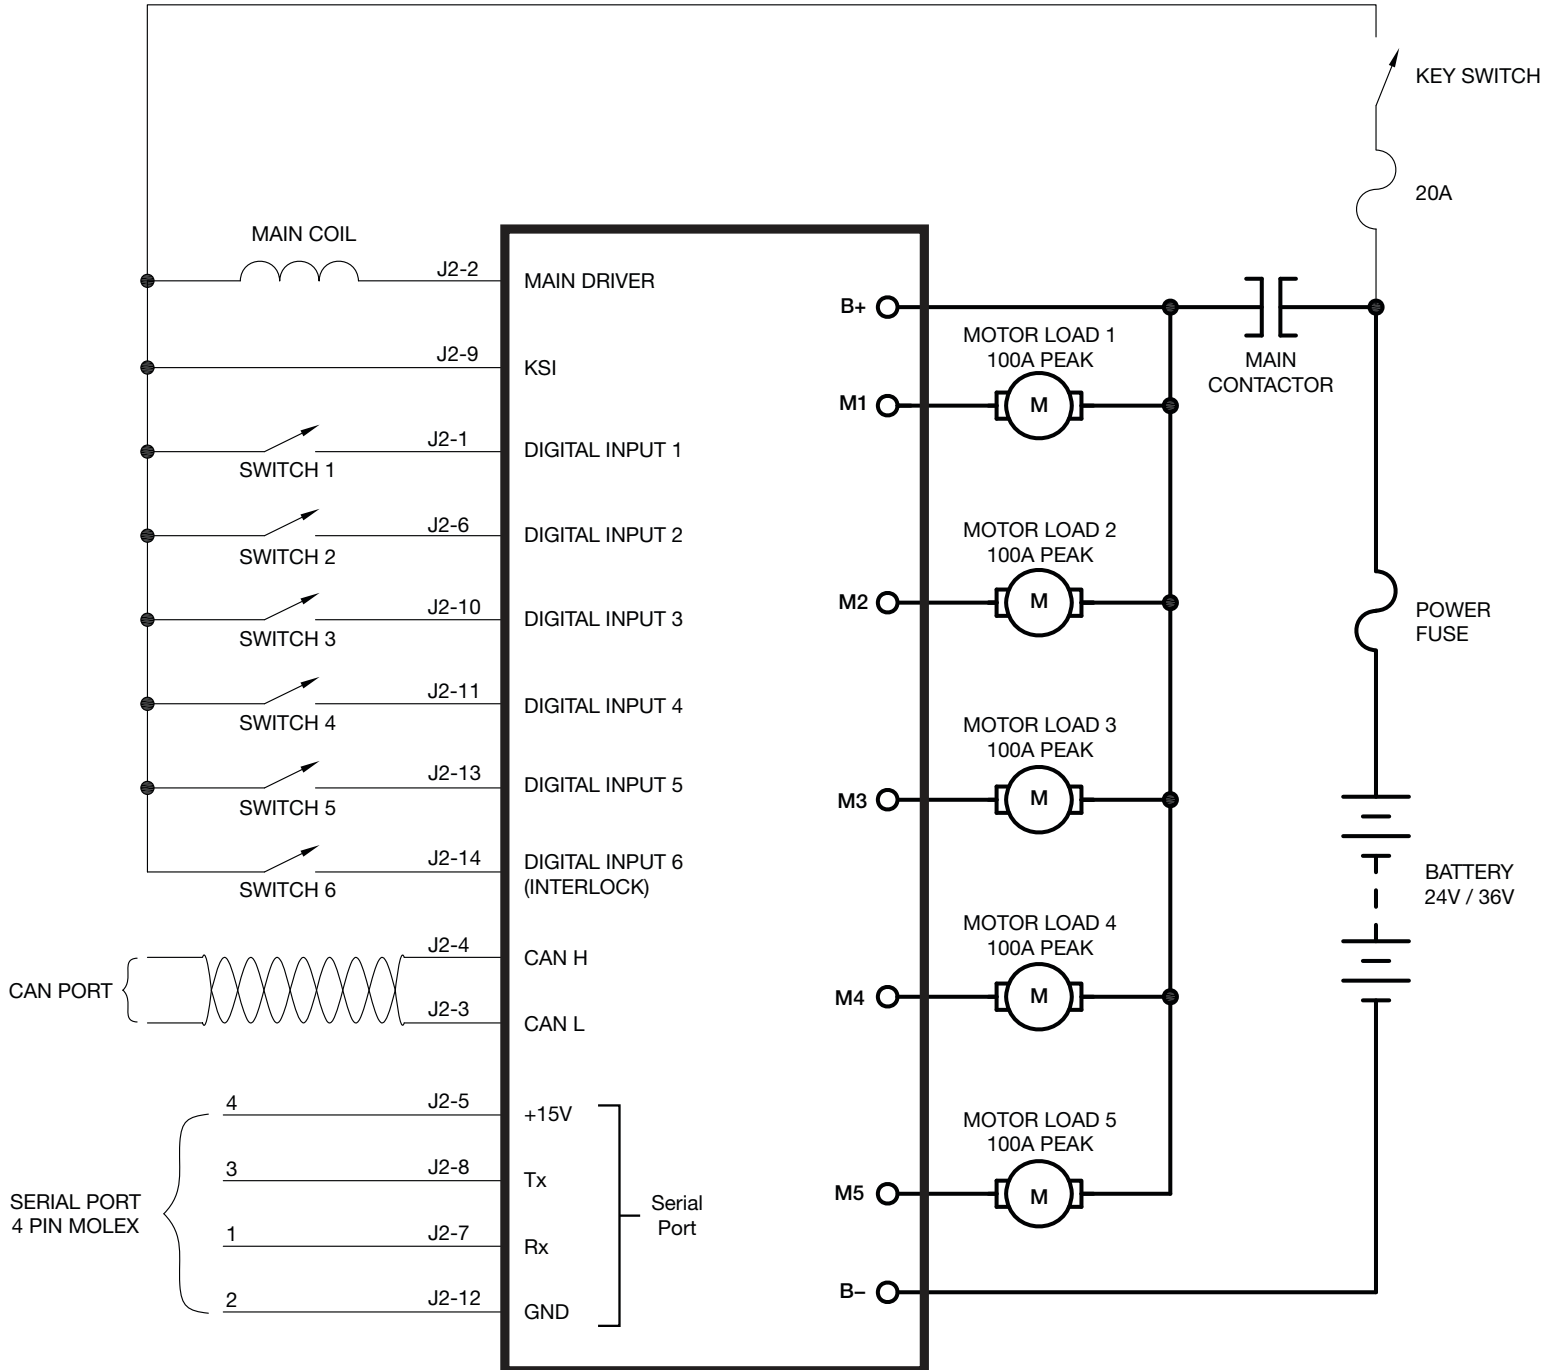 KEY SWITCH
20A
MAIN COIL
J2-2
MAIN DRIVER
J2-9
KSI
J2-1
DIGITAL INPUT 1
SWITCH 1
J2-6
DIGITAL INPUT 2
SWITCH 2
J2-10
DIGITAL INPUT 3
SWITCH 3
J2-11
DIGITAL INPUT 4
SWITCH 4
J2-13
DIGITAL INPUT 5
SWITCH 5
J2-14
DIGITAL INPUT 6
(INTERLOCK)
SWITCH 6
CAN PORT
J2-4
CAN H
J2-3
CAN L
SERIAL PORT
4 PIN MOLEX
4
J2-5
+15V
3
J2-8
Tx
1
J2-7
Rx
2
J2-12
GND
Serial
Port
B+
M1
MOTOR LOAD 1
100A PEAK
M
M2
MOTOR LOAD 2
100A PEAK
M
M3
MOTOR LOAD 3
100A PEAK
M
M4
MOTOR LOAD 4
100A PEAK
M
M5
MOTOR LOAD 5
100A PEAK
M
B–
MAIN
CONTACTOR
POWER
FUSE
BATTERY
24V / 36V